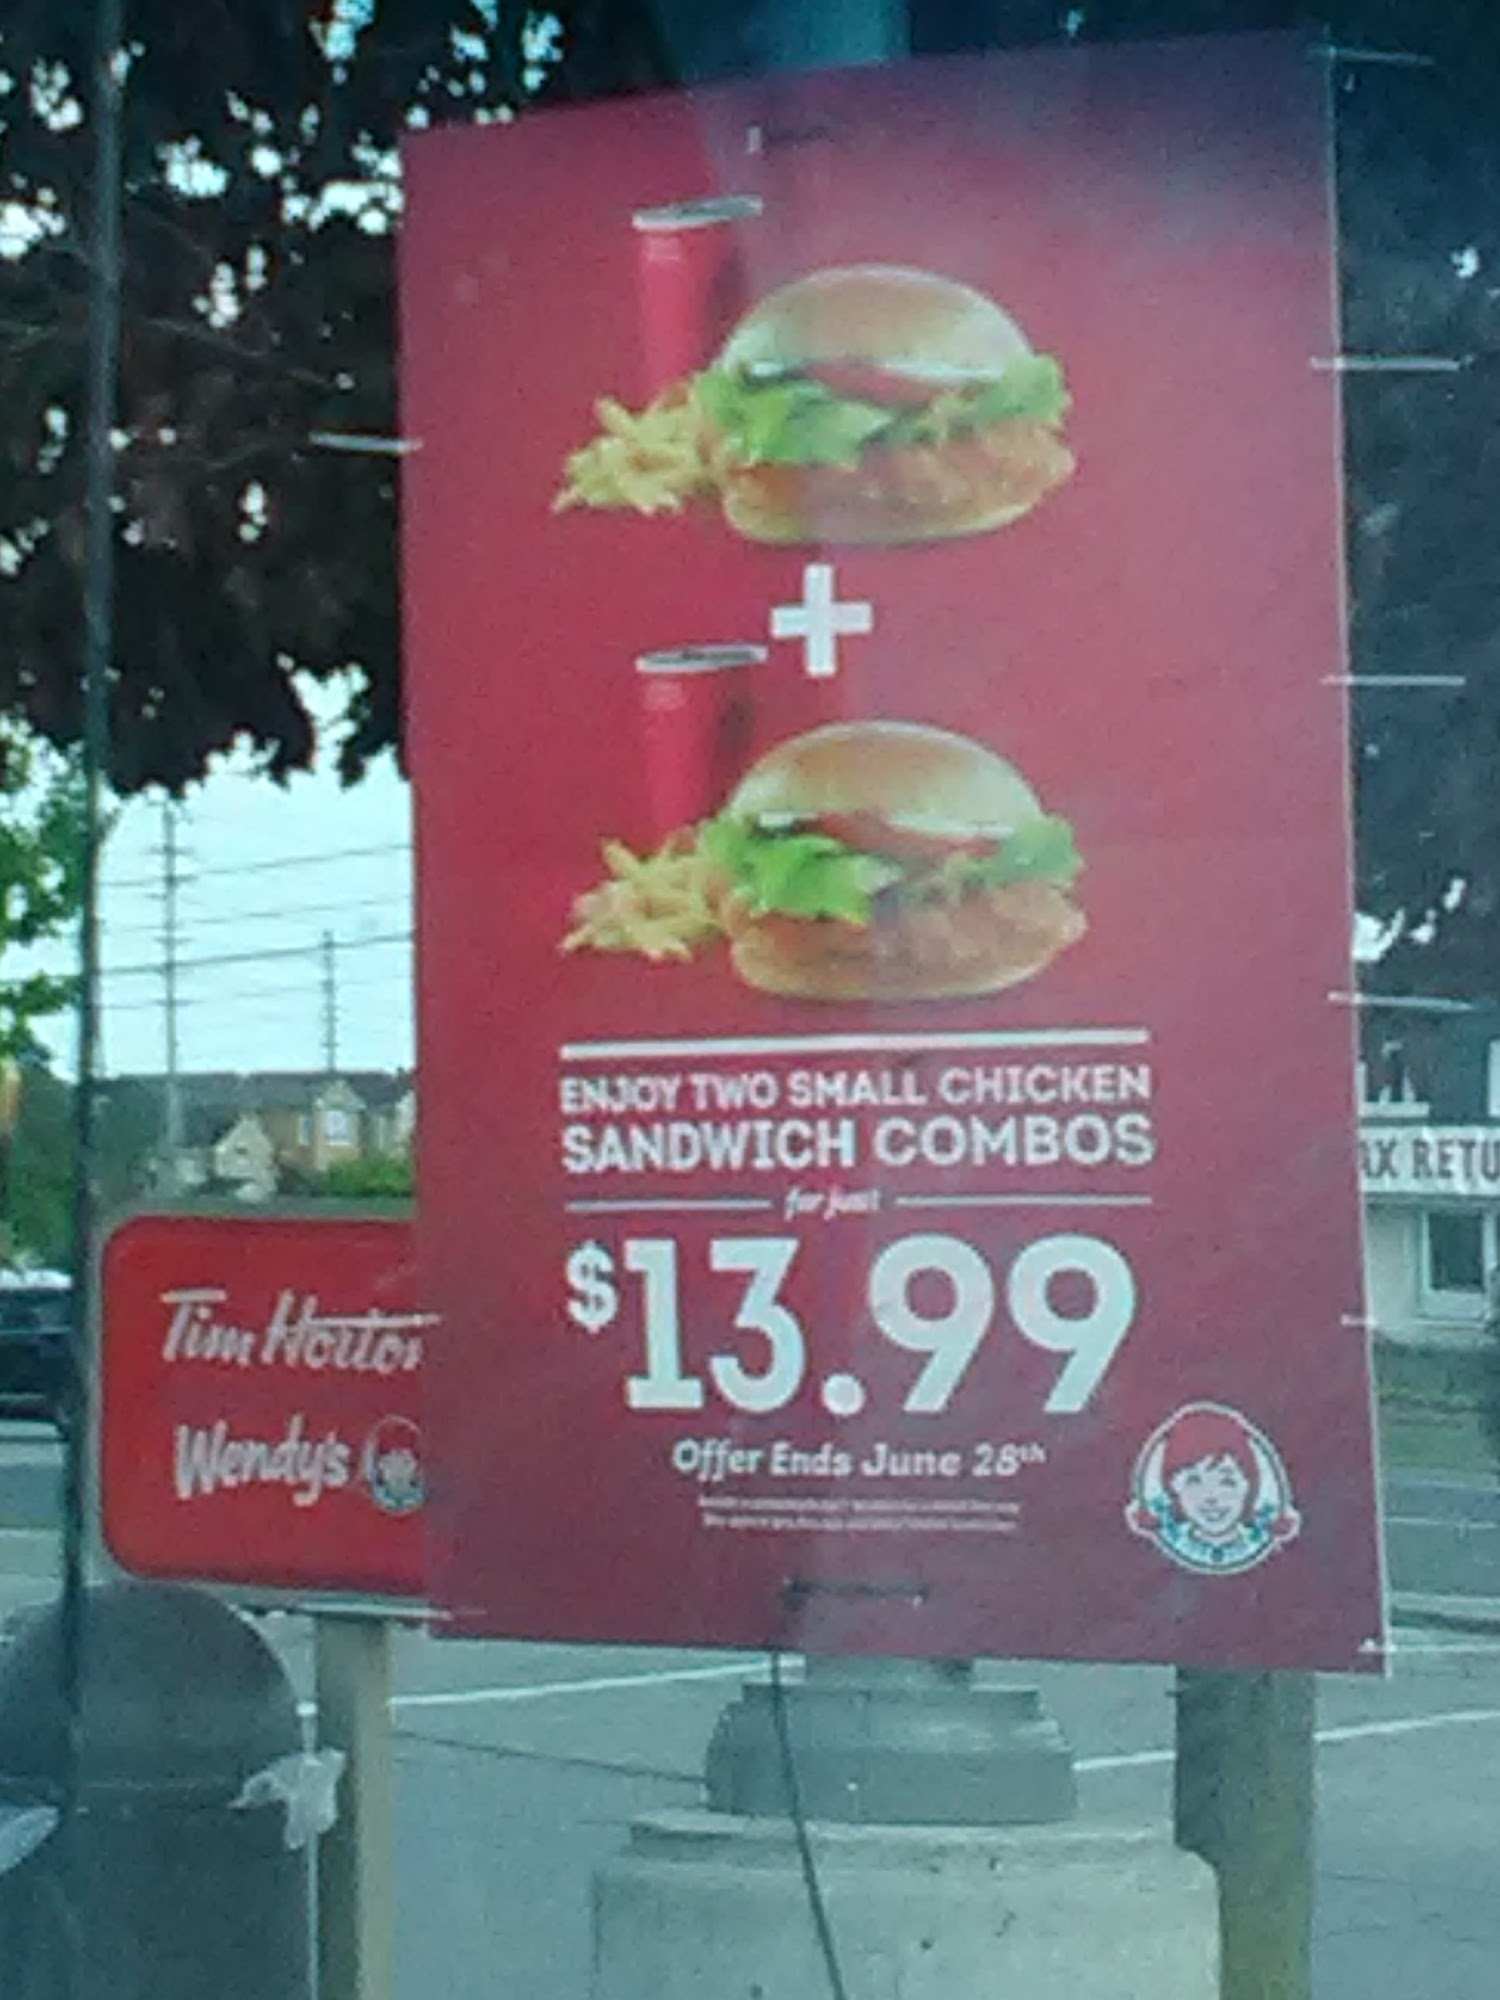 ENJOY TWO SMALL CHICKEN
SANDWICH COMBOS
for just
$13.99
Offer Ends June 28th
Tim Horton
Wendy's
AX RETU